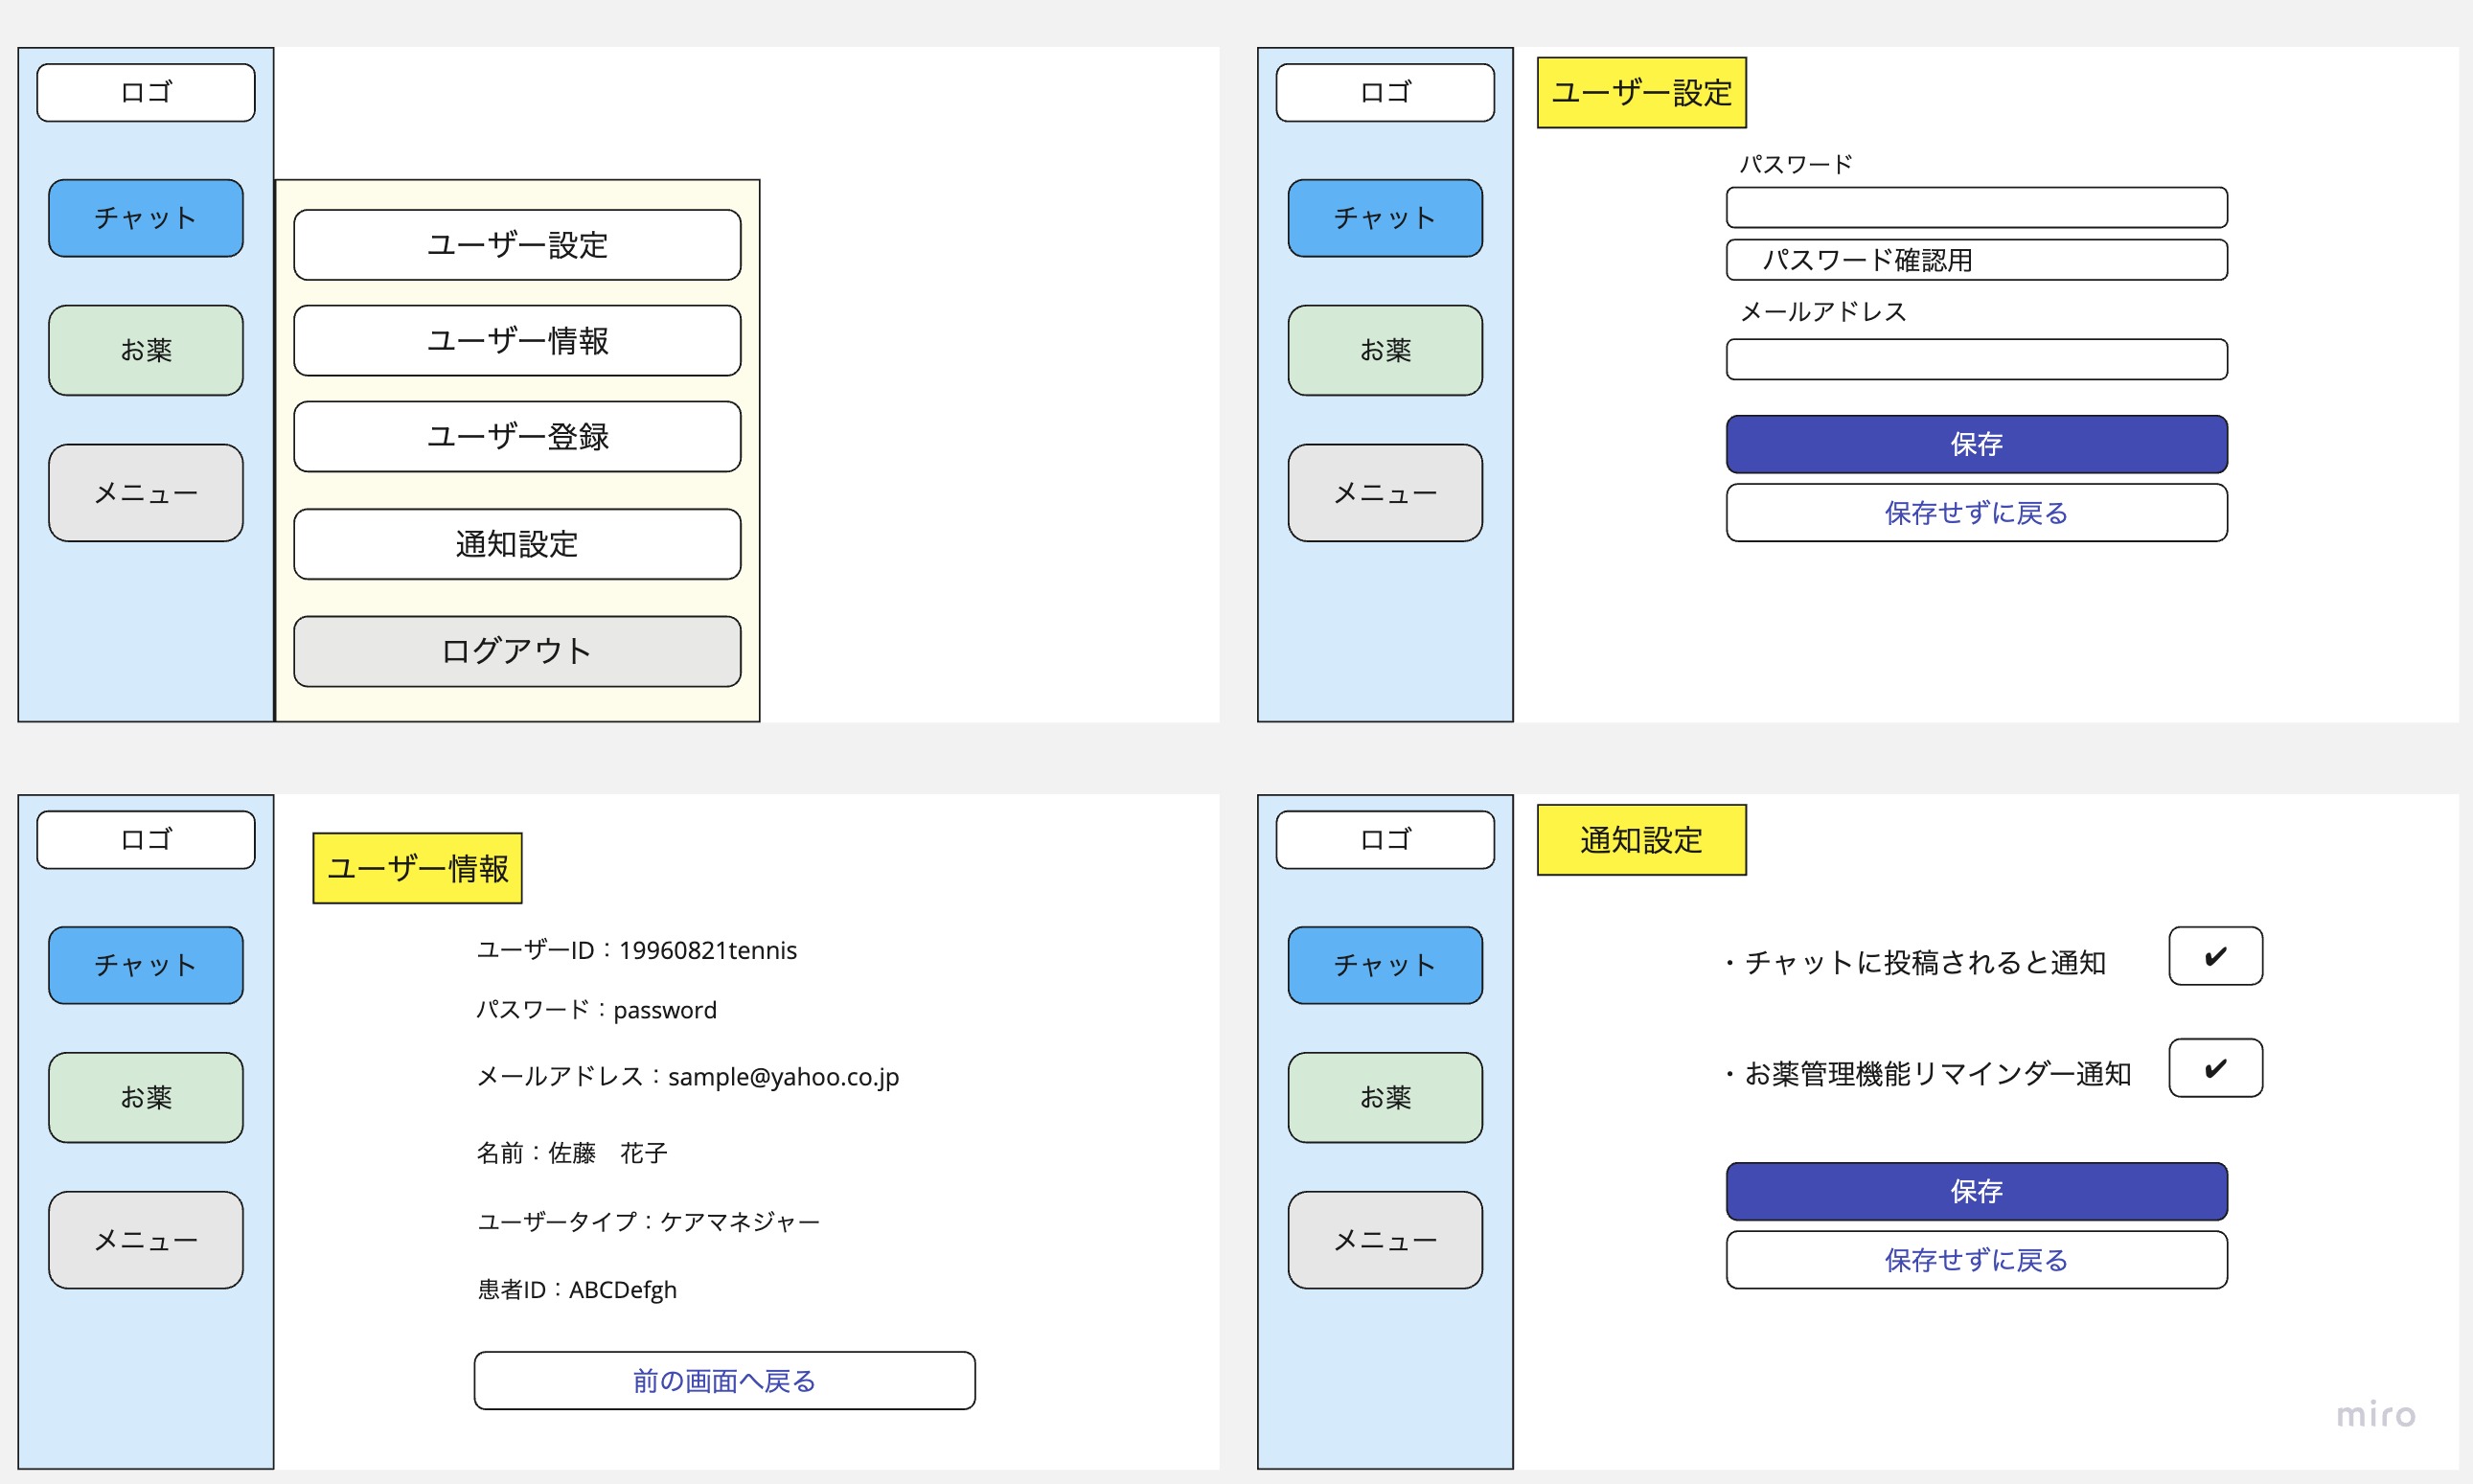 ロゴ
チャット
お薬
メニュー
ユーザー設定
ユーザー情報
ユーザー登録
通知設定
ログアウト
ロゴ
チャット
お薬
メニュー
ユーザー設定
パスワード
パスワード確認用
メールアドレス
保存
保存せずに戻る
ロゴ
チャット
お薬
メニュー
ユーザー情報
ユーザーID：19960821tennis
パスワード：password
メールアドレス：sample@yahoo.co.jp
名前：佐藤　花子
ユーザータイプ：ケアマネジャー
患者ID：ABCDefgh
前の画面へ戻る
ロゴ
チャット
お薬
メニュー
通知設定
・チャットに投稿されると通知 ✔
・お薬管理機能リマインダー通知 ✔
保存
保存せずに戻る
miro